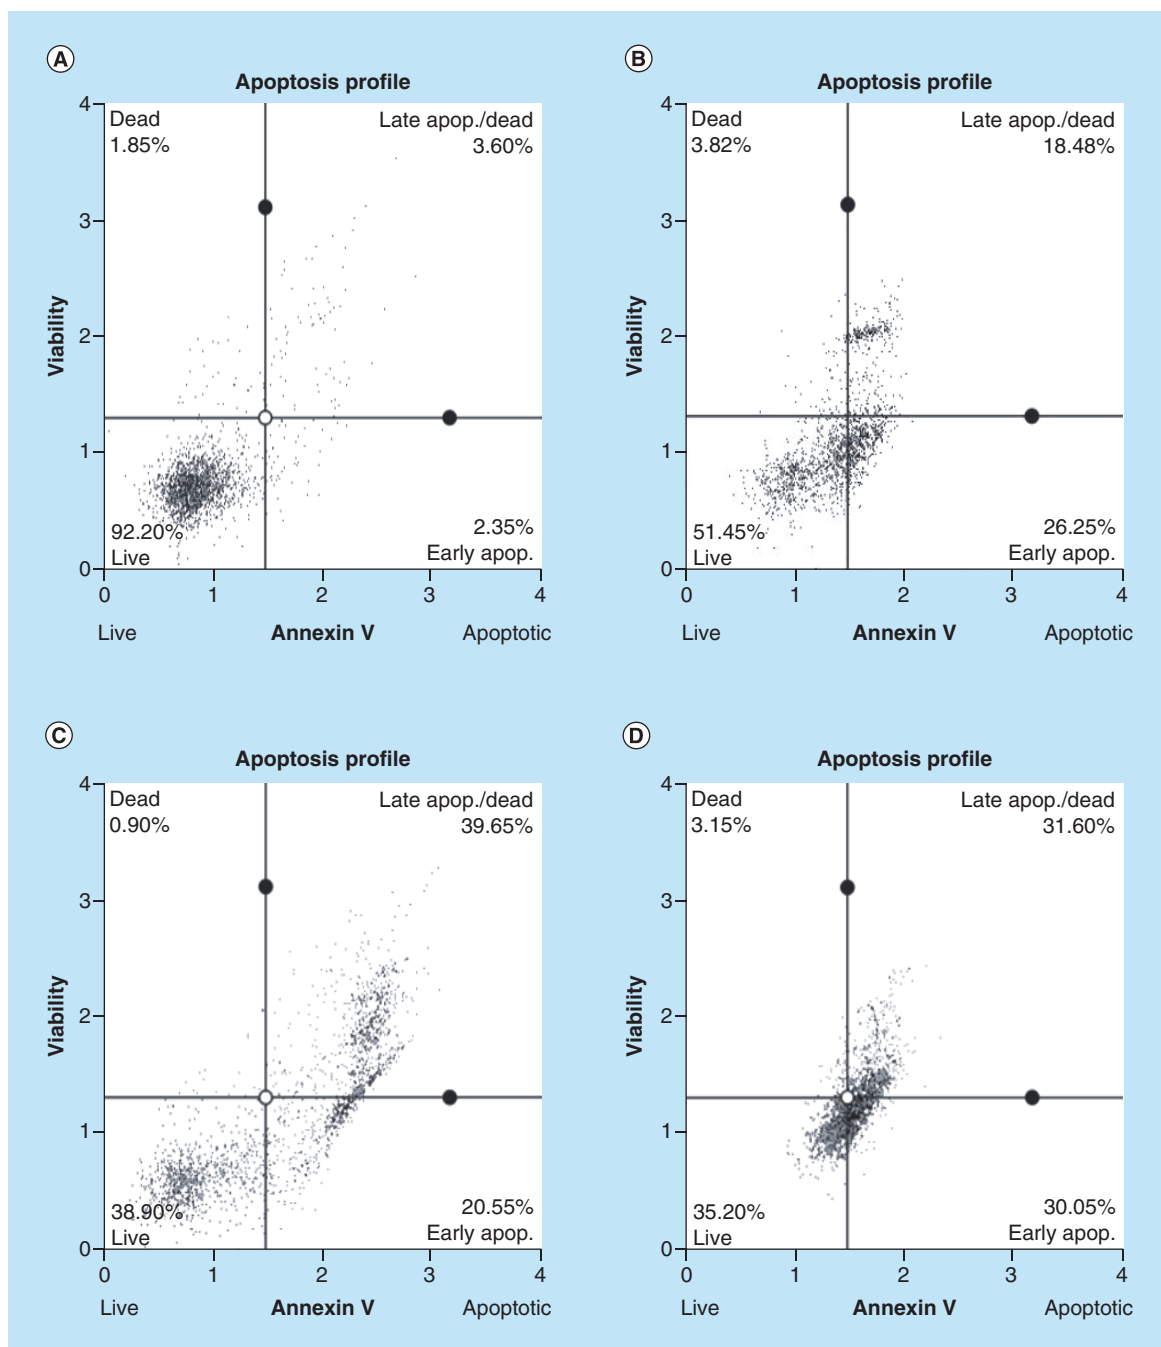 A
Apoptosis profile
4
Dead
1.85%
Late apop./dead
3.60%
3
Viability
2
1
92.20%
Live
2.35%
Early apop.
0
0 1 2 3 4
Live Annexin V Apoptotic
B
Apoptosis profile
4
Dead
3.82%
Late apop./dead
18.48%
3
Viability
2
1
51.45%
Live
26.25%
Early apop.
0
0 1 2 3 4
Live Annexin V Apoptotic
C
Apoptosis profile
4
Dead
0.90%
Late apop./dead
39.65%
3
Viability
2
1
38.90%
Live
20.55%
Early apop.
0
0 1 2 3 4
Live Annexin V Apoptotic
D
Apoptosis profile
4
Dead
3.15%
Late apop./dead
31.60%
3
Viability
2
1
35.20%
Live
30.05%
Early apop.
0
0 1 2 3 4
Live Annexin V Apoptotic